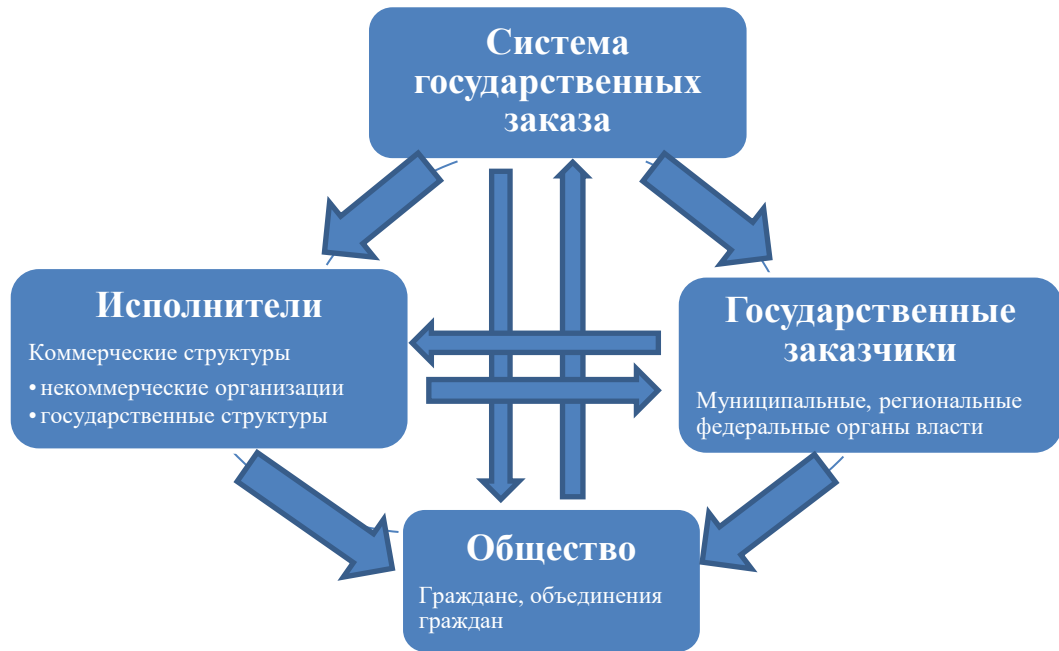 Система
государственных
заказа
Исполнители
Коммерческие структуры
• некоммерческие организации
• государственные структуры
Государственные
заказчики
Муниципальные, региональные
федеральные органы власти
Общество
Граждане, объединения
граждан